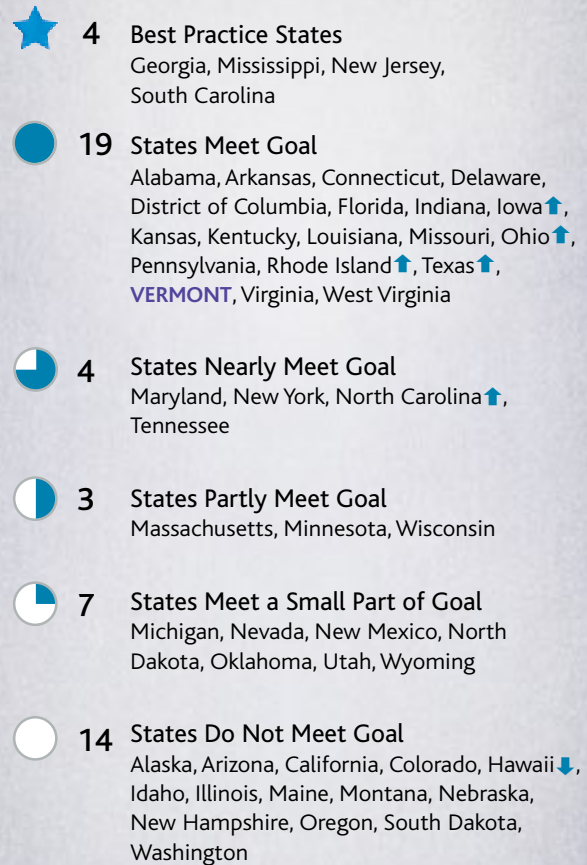 4 Best Practice States
Georgia, Mississippi, New Jersey,
South Carolina
19 States Meet Goal
Alabama, Arkansas, Connecticut, Delaware,
District of Columbia, Florida, Indiana, Iowa⬆,
Kansas, Kentucky, Louisiana, Missouri, Ohio⬆,
Pennsylvania, Rhode Island⬆, Texas⬆,
VERMONT, Virginia, West Virginia
4 States Nearly Meet Goal
Maryland, New York, North Carolina⬆,
Tennessee
3 States Partly Meet Goal
Massachusetts, Minnesota, Wisconsin
7 States Meet a Small Part of Goal
Michigan, Nevada, New Mexico, North
Dakota, Oklahoma, Utah, Wyoming
14 States Do Not Meet Goal
Alaska, Arizona, California, Colorado, Hawaii⬇,
Idaho, Illinois, Maine, Montana, Nebraska,
New Hampshire, Oregon, South Dakota,
Washington